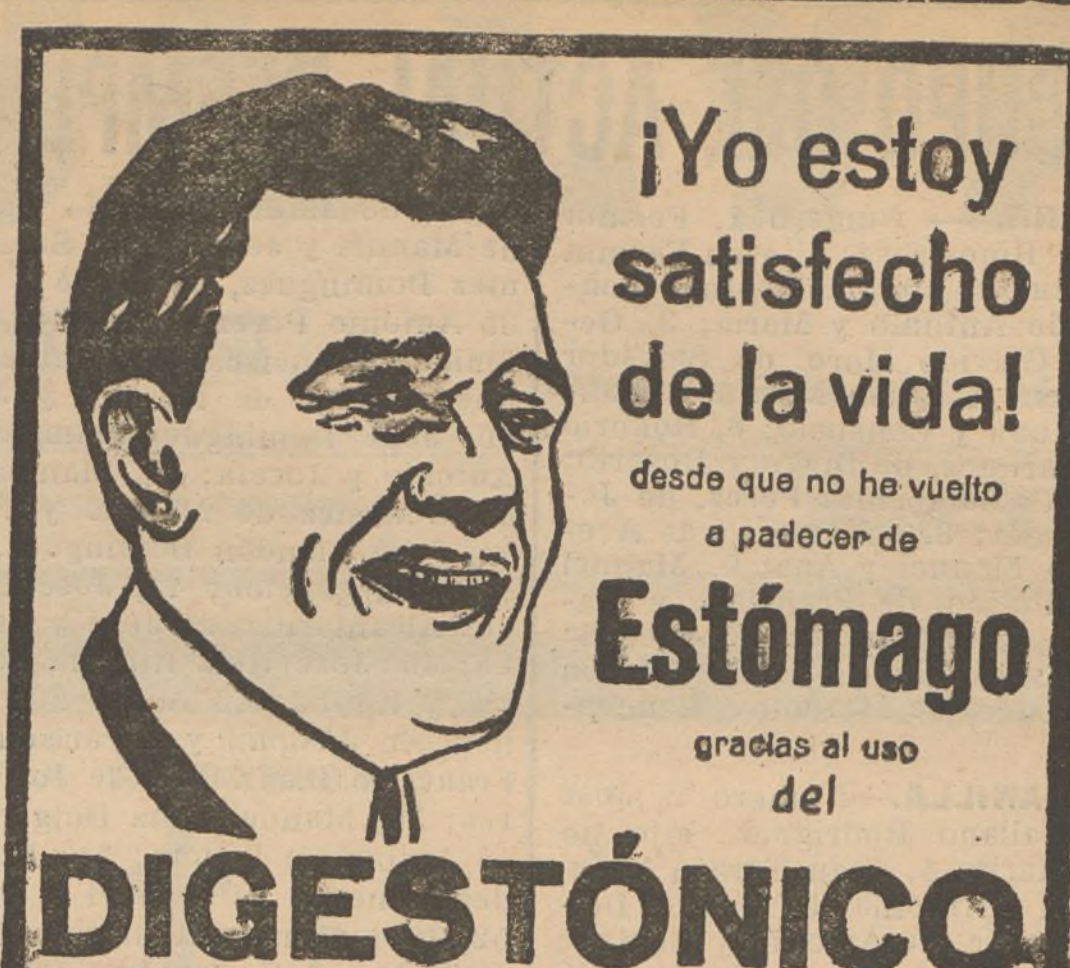 ¡Yo estoy
satisfecho
de la vida!
desde que no he vuelto
a padecer de
Estómago
gracias al uso
del
DIGESTÓNICO